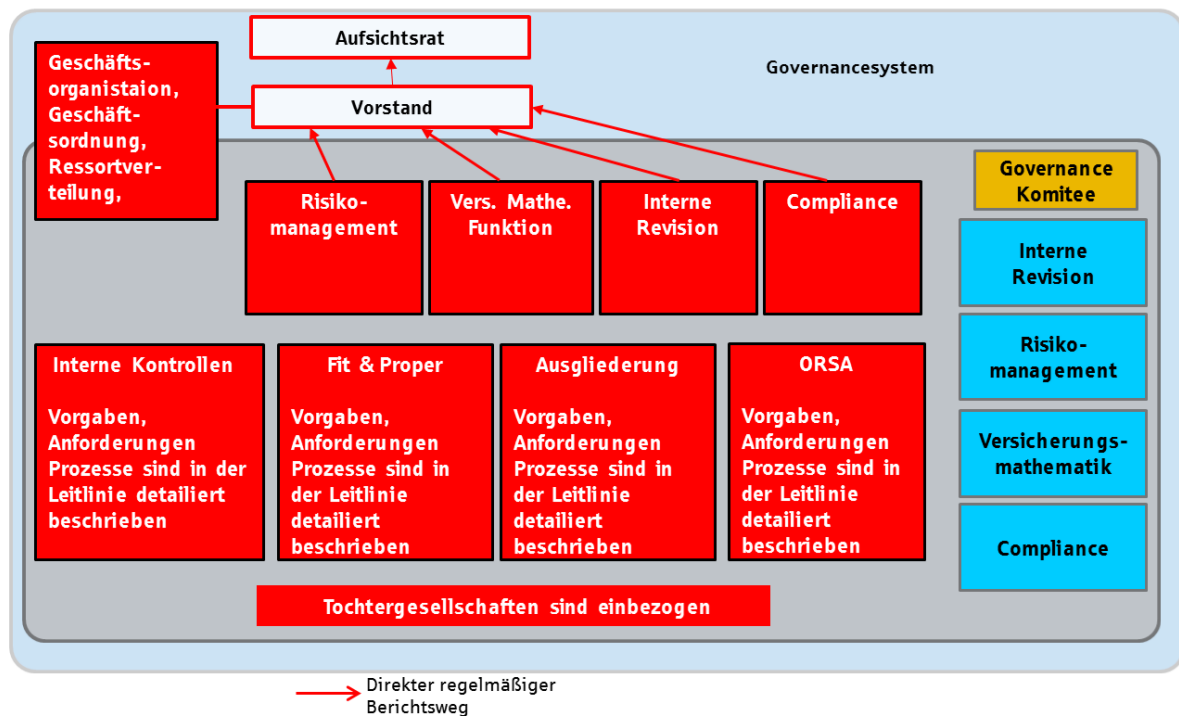 Aufsichtsrat
Governancesystem
Geschäfts-
organistaion,
Geschäft-
sordnung,
Ressortver-
teilung,
Vorstand
Governance
Komitee
Risiko-
management
Vers. Mathe.
Funktion
Interne
Revision
Compliance
Interne
Revision
Risiko-
management
Versicherungs-
mathematik
Compliance
Interne Kontrollen
Vorgaben,
Anforderungen
Prozesse sind in der
Leitlinie detailiert
beschrieben
Fit & Proper
Vorgaben,
Anforderungen
Prozesse sind in
der Leitlinie
detailiert
beschrieben
Ausgliederung
Vorgaben,
Anforderungen
Prozesse sind in
der Leitlinie
detailiert
beschrieben
ORSA
Vorgaben,
Anforderungen
Prozesse sind in
der Leitlinie
detailiert
beschrieben
Tochtergesellschaften sind einbezogen
Direkter regelmäßiger
Berichtsweg